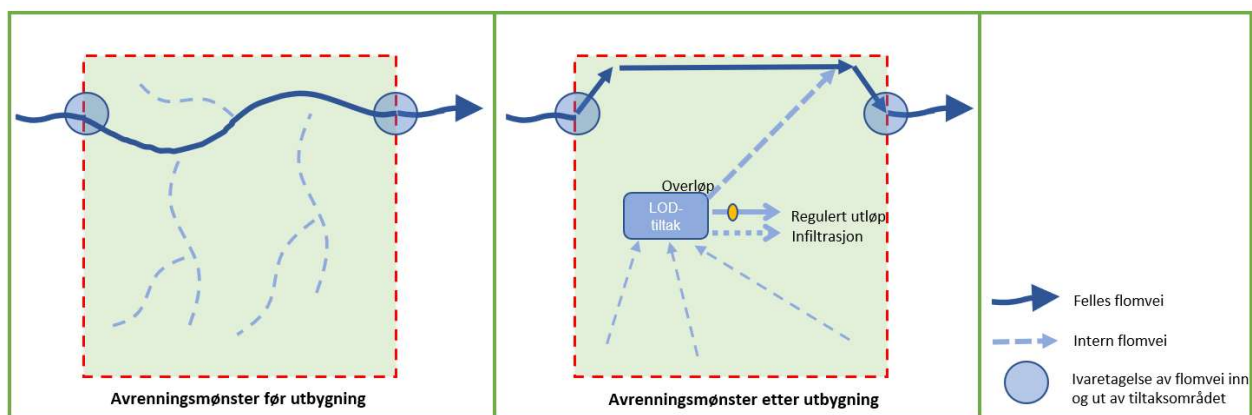 Avrenningsmønster før utbygning
Overløp
LOD-
tiltak
Regulert utløp
Infiltrasjon
Avrenningsmønster etter utbygning
Felles flomvei
Intern flomvei
Ivaretagelse av flomvei inn
og ut av tiltaksområdet